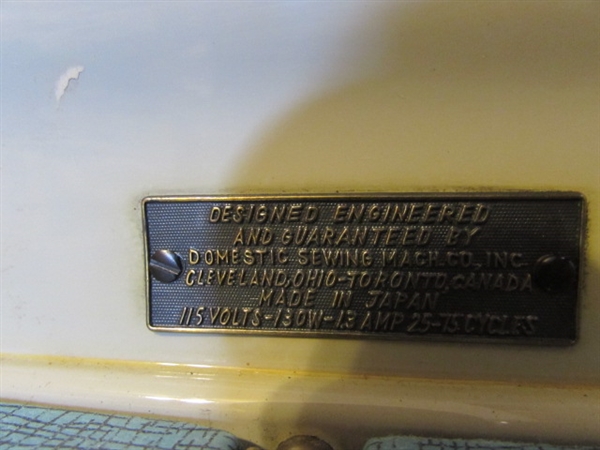 DESIGNED ENGINEERED
AND GUARANTEED BY
DOMESTIC SEWING MACH. CO., INC.
CLEVELAND, OHIO-TORONTO, CANADA
MADE IN JAPAN
115 VOLTS-130W-1.3 AMP 25-75 CYCLES